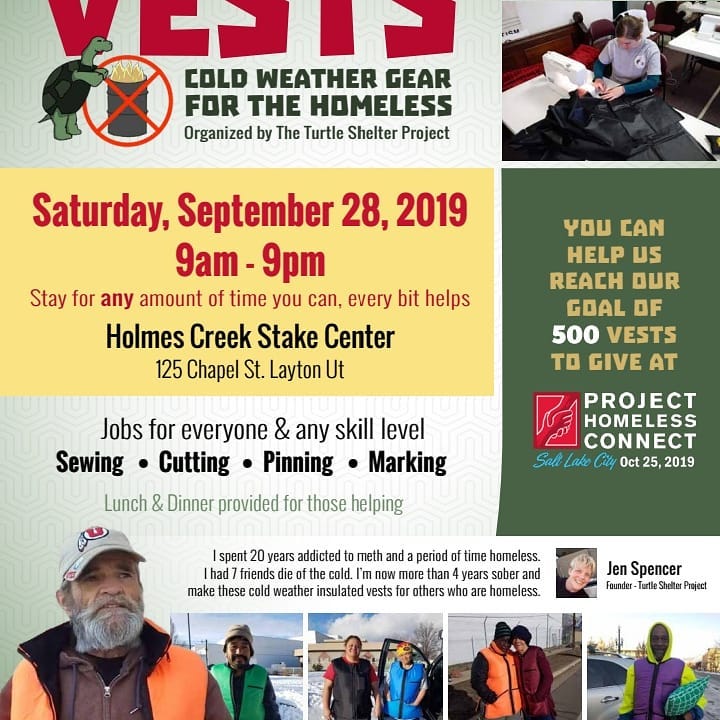 VESTS
COLD WEATHER GEAR
FOR THE HOMELESS
Organized by The Turtle Shelter Project
Saturday, September 28, 2019
9am - 9pm
Stay for any amount of time you can, every bit helps
Holmes Creek Stake Center
125 Chapel St. Layton Ut
YOU CAN
HELP US
REACH OUR
GOAL OF
500 VESTS
TO GIVE AT
PROJECT
HOMELESS
CONNECT
Salt Lake City Oct 25, 2019
Jobs for everyone & any skill level
Sewing • Cutting • Pinning • Marking
Lunch & Dinner provided for those helping
I spent 20 years addicted to meth and a period of time homeless.
I had 7 friends die of the cold. I'm now more than 4 years sober and
make these cold weather insulated vests for others who are homeless.
Jen Spencer
Founder - Turtle Shelter Project
U